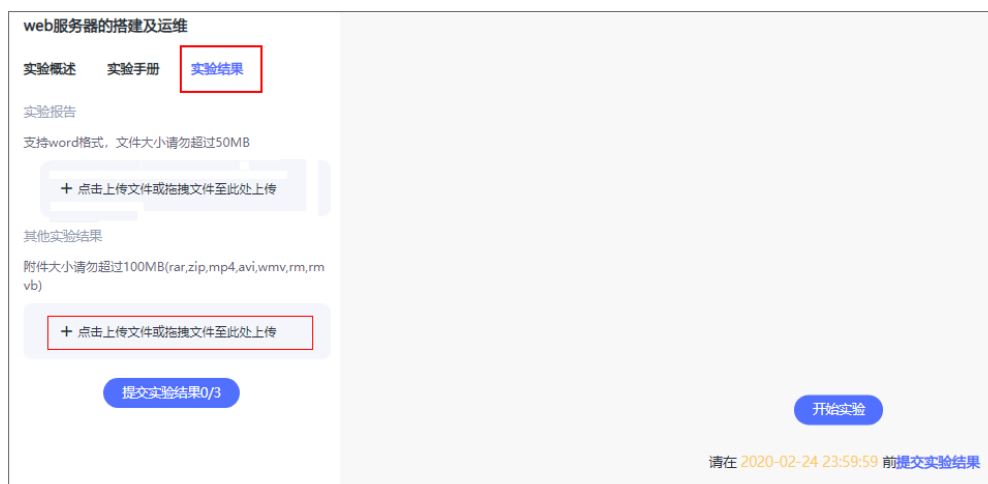 web服务器的搭建及运维
实验概述 实验手册 实验结果
实验报告
支持word格式，文件大小请勿超过50MB
+ 点击上传文件或拖拽文件至此处上传
其他实验结果
附件大小请勿超过100MB(rar,zip,mp4,avi,wmv,rm,rm
vb)
+ 点击上传文件或拖拽文件至此处上传
提交实验结果0/3
开始实验
请在 2020-02-24 23:59:59 前提交实验结果